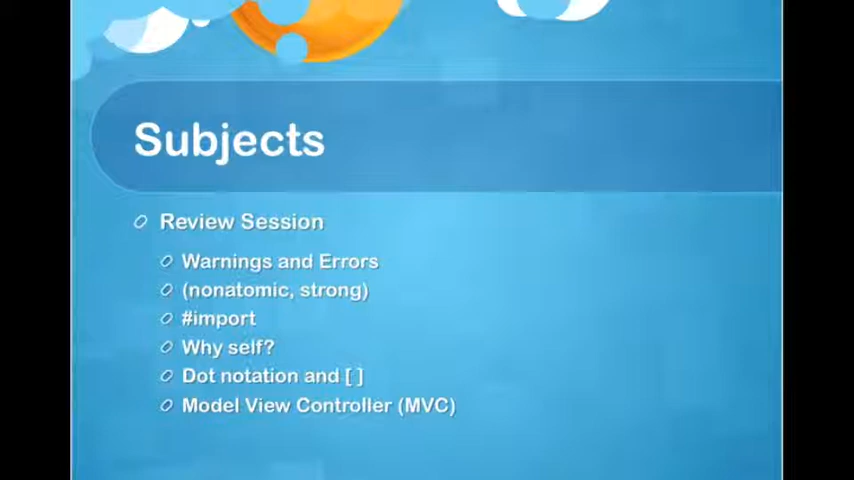 Subjects
Review Session
Warnings and Errors
(nonatomic, strong)
#import
Why self?
Dot notation and [ ]
Model View Controller (MVC)